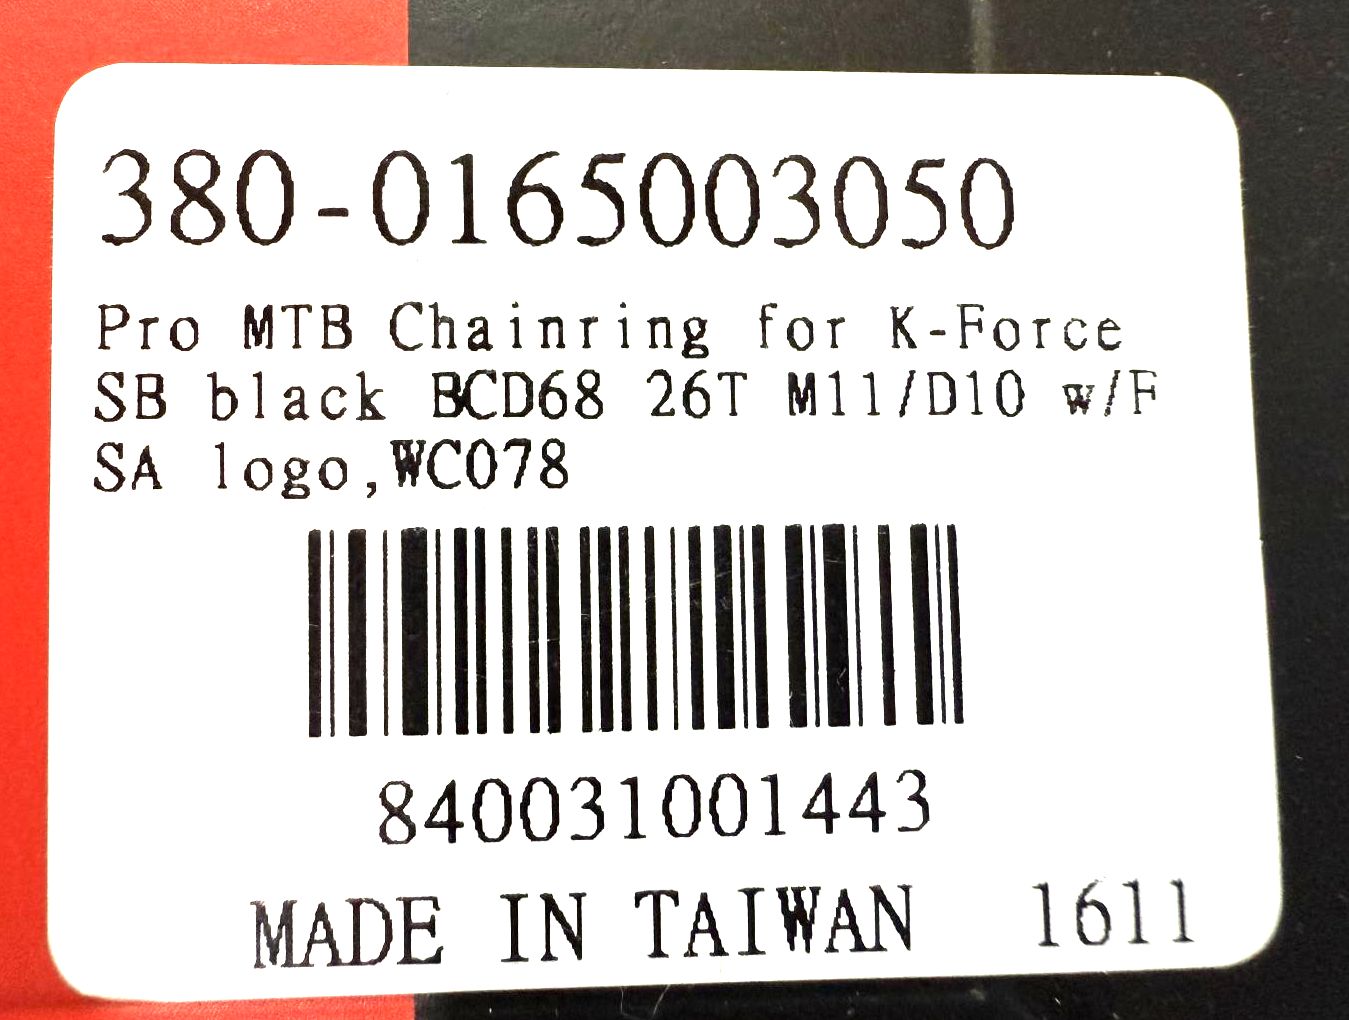 380-0165003050
Pro MTB Chainring for K-Force
SB black BCD68 26T M11/D10 w/F
SA logo,WC078
840031001443
MADE IN TAIWAN 1611